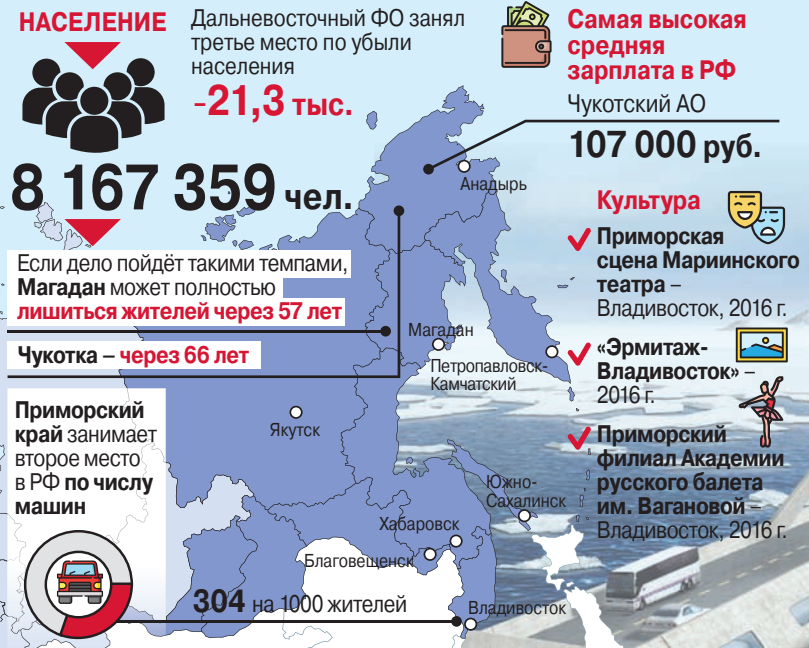 НАСЕЛЕНИЕ
8 167 359 чел.
Дальневосточный ФО занял
третье место по убыли
населения
-21,3 тыс.
Самая высокая
средняя
зарплата в РФ
Чукотский АО
107 000 руб.
Если дело пойдёт такими темпами,
Магадан может полностью
лишиться жителей через 57 лет
Чукотка – через 66 лет
Приморский
край занимает
второе место
в РФ по числу
машин
304 на 1000 жителей
Анадырь
Магадан
Петропавловск-
Камчатский
Якутск
Южно-
Сахалинск
Хабаровск
Благовещенск
Владивосток
Культура
Приморская
сцена Мариинского
театра –
Владивосток, 2016 г.
«Эрмитаж-
Владивосток» –
2016 г.
Приморский
филиал Академии
русского балета
им. Вагановой –
Владивосток, 2016 г.